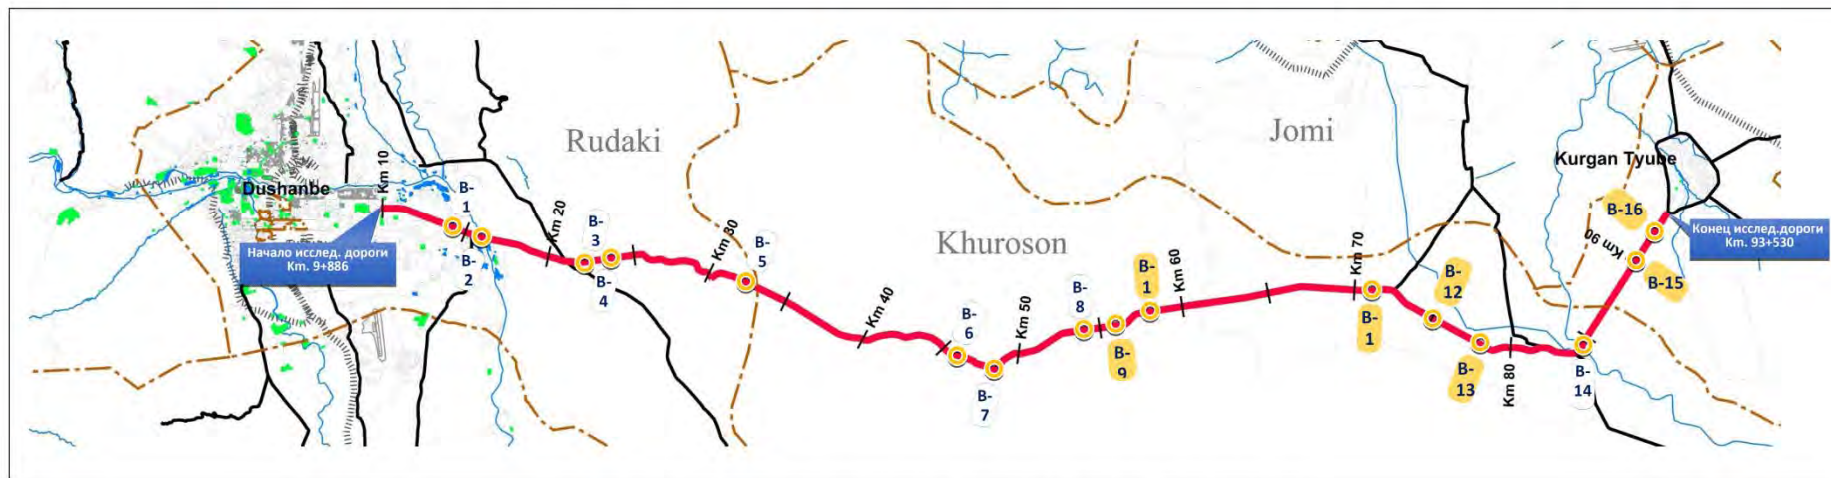 Rudaki
Jomi
Khuroson
Dushanbe
Kurgan Tyube
Начало исслед. дороги
Km. 9+886
Конец исслед.дороги
Km. 93+530
Km 10
Km 20
Km 30
Km 40
Km 50
Km 60
Km 70
Km 80
Km 90
B-
1
B-
2
B-
3
B-
4
B-
5
B-
6
B-
7
B-
8
B-
9
B-
1
B-
1
B-
12
B-
13
B-
14
B-15
B-16